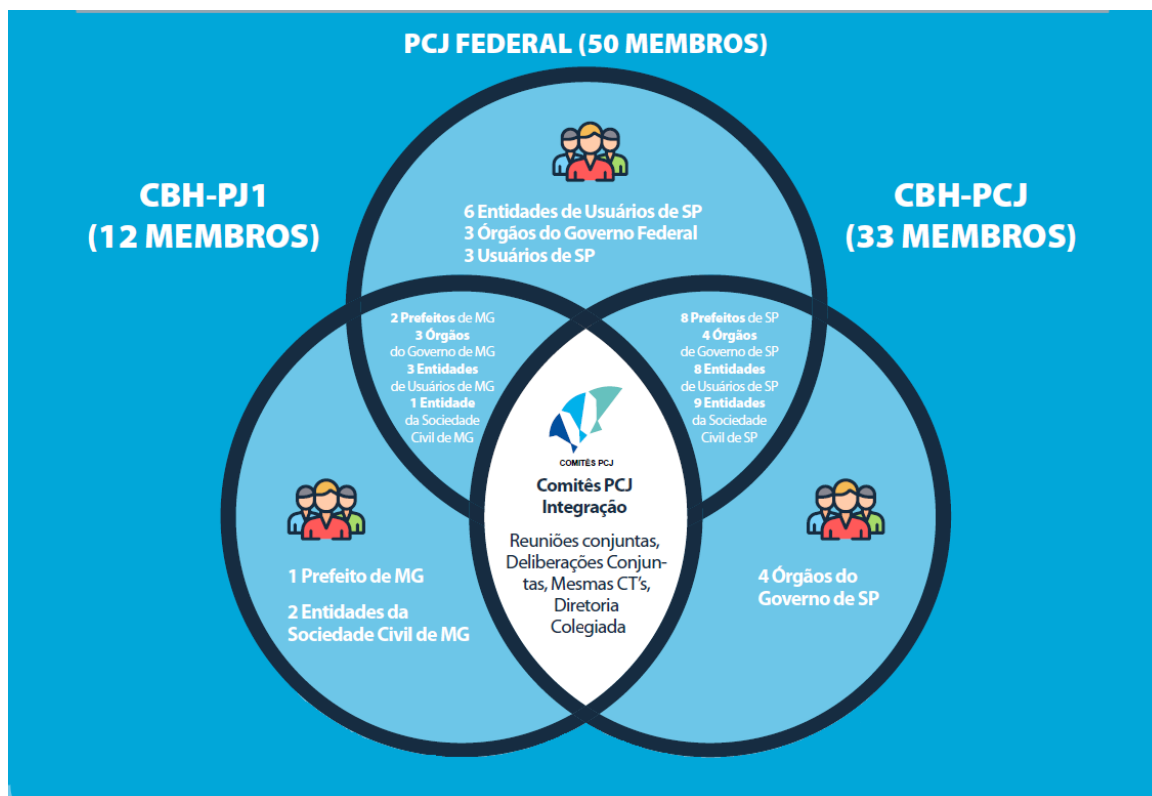 PCJ FEDERAL (50 MEMBROS)
CBH-PJ1
(12 MEMBROS)
CBH-PCJ
(33 MEMBROS)
6 Entidades de Usuários de SP
3 Órgãos do Governo Federal
3 Usuários de SP
2 Prefeitos de MG
3 Órgãos
do Governo de MG
3 Entidades
de Usuários de MG
1 Entidade
da Sociedade
Civil de MG
8 Prefeitos de SP
4 Órgãos
de Governo de SP
8 Entidades
de Usuários de SP
9 Entidades
da Sociedade
Civil de SP
COMITÊS PCJ
Comitês PCJ
Integração
Reuniões conjuntas,
Deliberações Conjun-
tas, Mesmas CT's,
Diretoria
Colegiada
1 Prefeito de MG
2 Entidades da
Sociedade Civil de MG
4 Órgãos do
Governo de SP